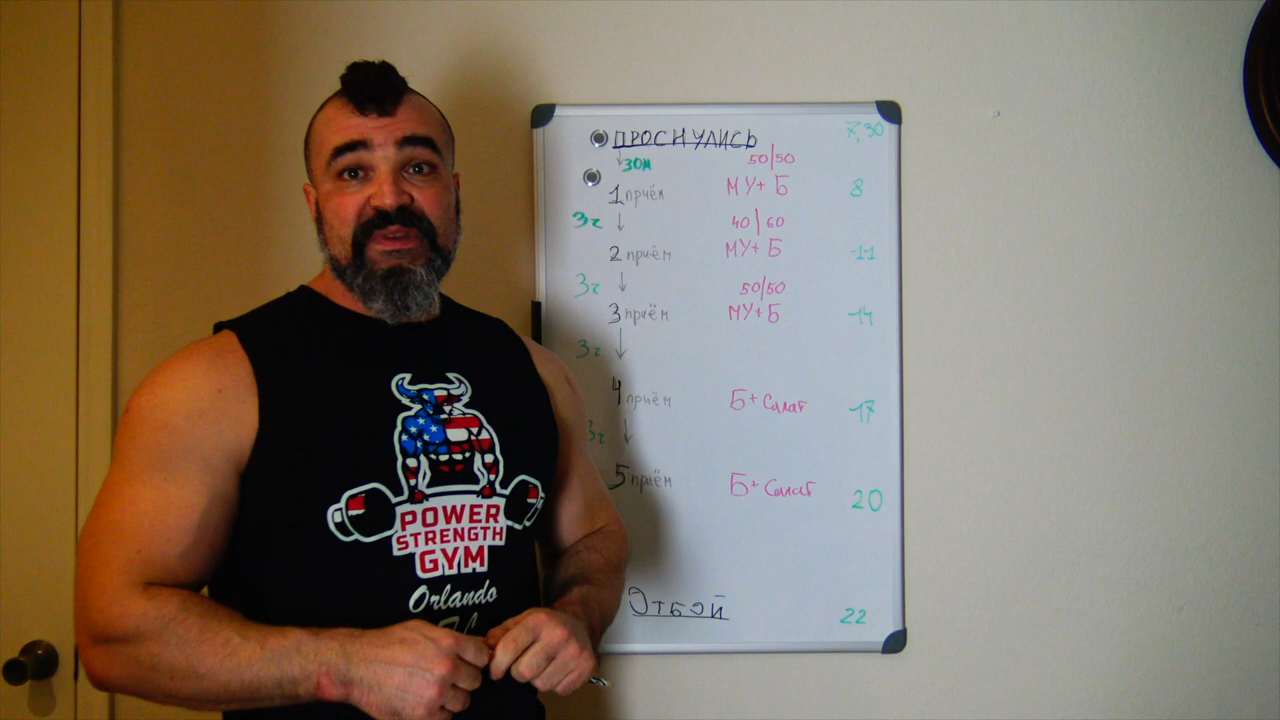 ПРОСНУЛИСЬ 7,30
30м 50/50
1 приём МУ+Б 8
3ч 40/60
2 приём МУ+Б 11
3ч 50/50
3 приём МУ+Б 14
3ч
4 приём Б+Салат 17
3ч
5 приём Б+Салат 20
Отбой 22
POWER
STRENGTH
GYM
Orlando